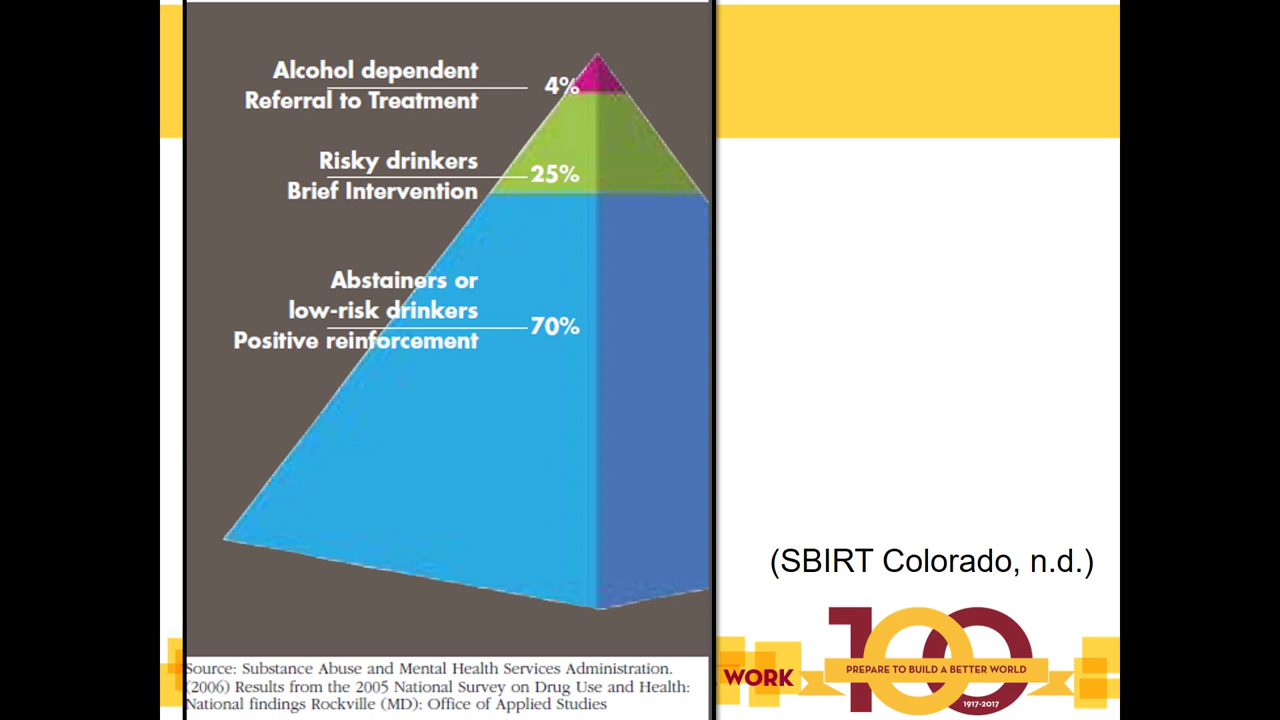 Alcohol dependent
Referral to Treatment
4%
Risky drinkers
Brief Intervention
25%
Abstainers or
low-risk drinkers
Positive reinforcement
70%
(SBIRT Colorado, n.d.)
Source: Substance Abuse and Mental Health Services Administration.
(2006) Results from the 2005 National Survey on Drug Use and Health:
National findings Rockville (MD): Office of Applied Studies
WORK
100
PREPARE TO BUILD A BETTER WORLD
1917-2017